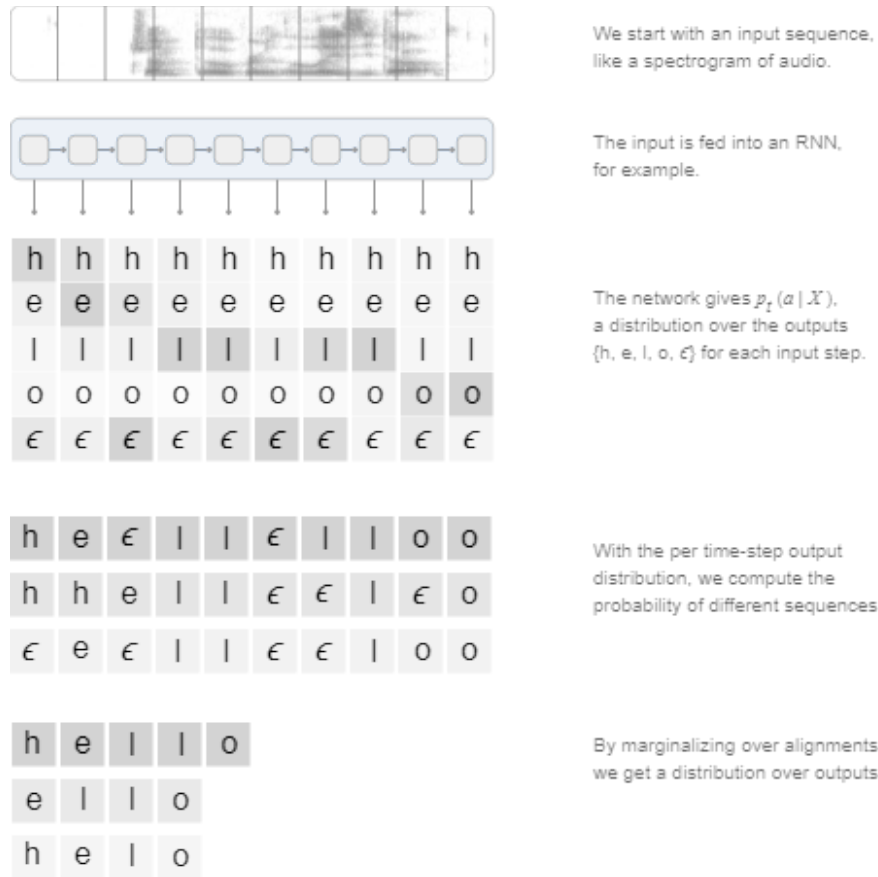 We start with an input sequence,
like a spectrogram of audio.
The input is fed into an RNN,
for example.
h h h h h h h h h h
e e e e e e e e e e
l l l l l l l l l l
o o o o o o o o o o
ϵ ϵ ϵ ϵ ϵ ϵ ϵ ϵ ϵ ϵ
The network gives pₜ (a | X),
a distribution over the outputs
{h, e, l, o, ϵ} for each input step.
h e ϵ l l ϵ l l o o
h h e l l ϵ ϵ l ϵ o
ϵ e ϵ l l ϵ ϵ l o o
With the per time-step output
distribution, we compute the
probability of different sequences
h e l l o
e l l o
h e l o
By marginalizing over alignments
we get a distribution over outputs